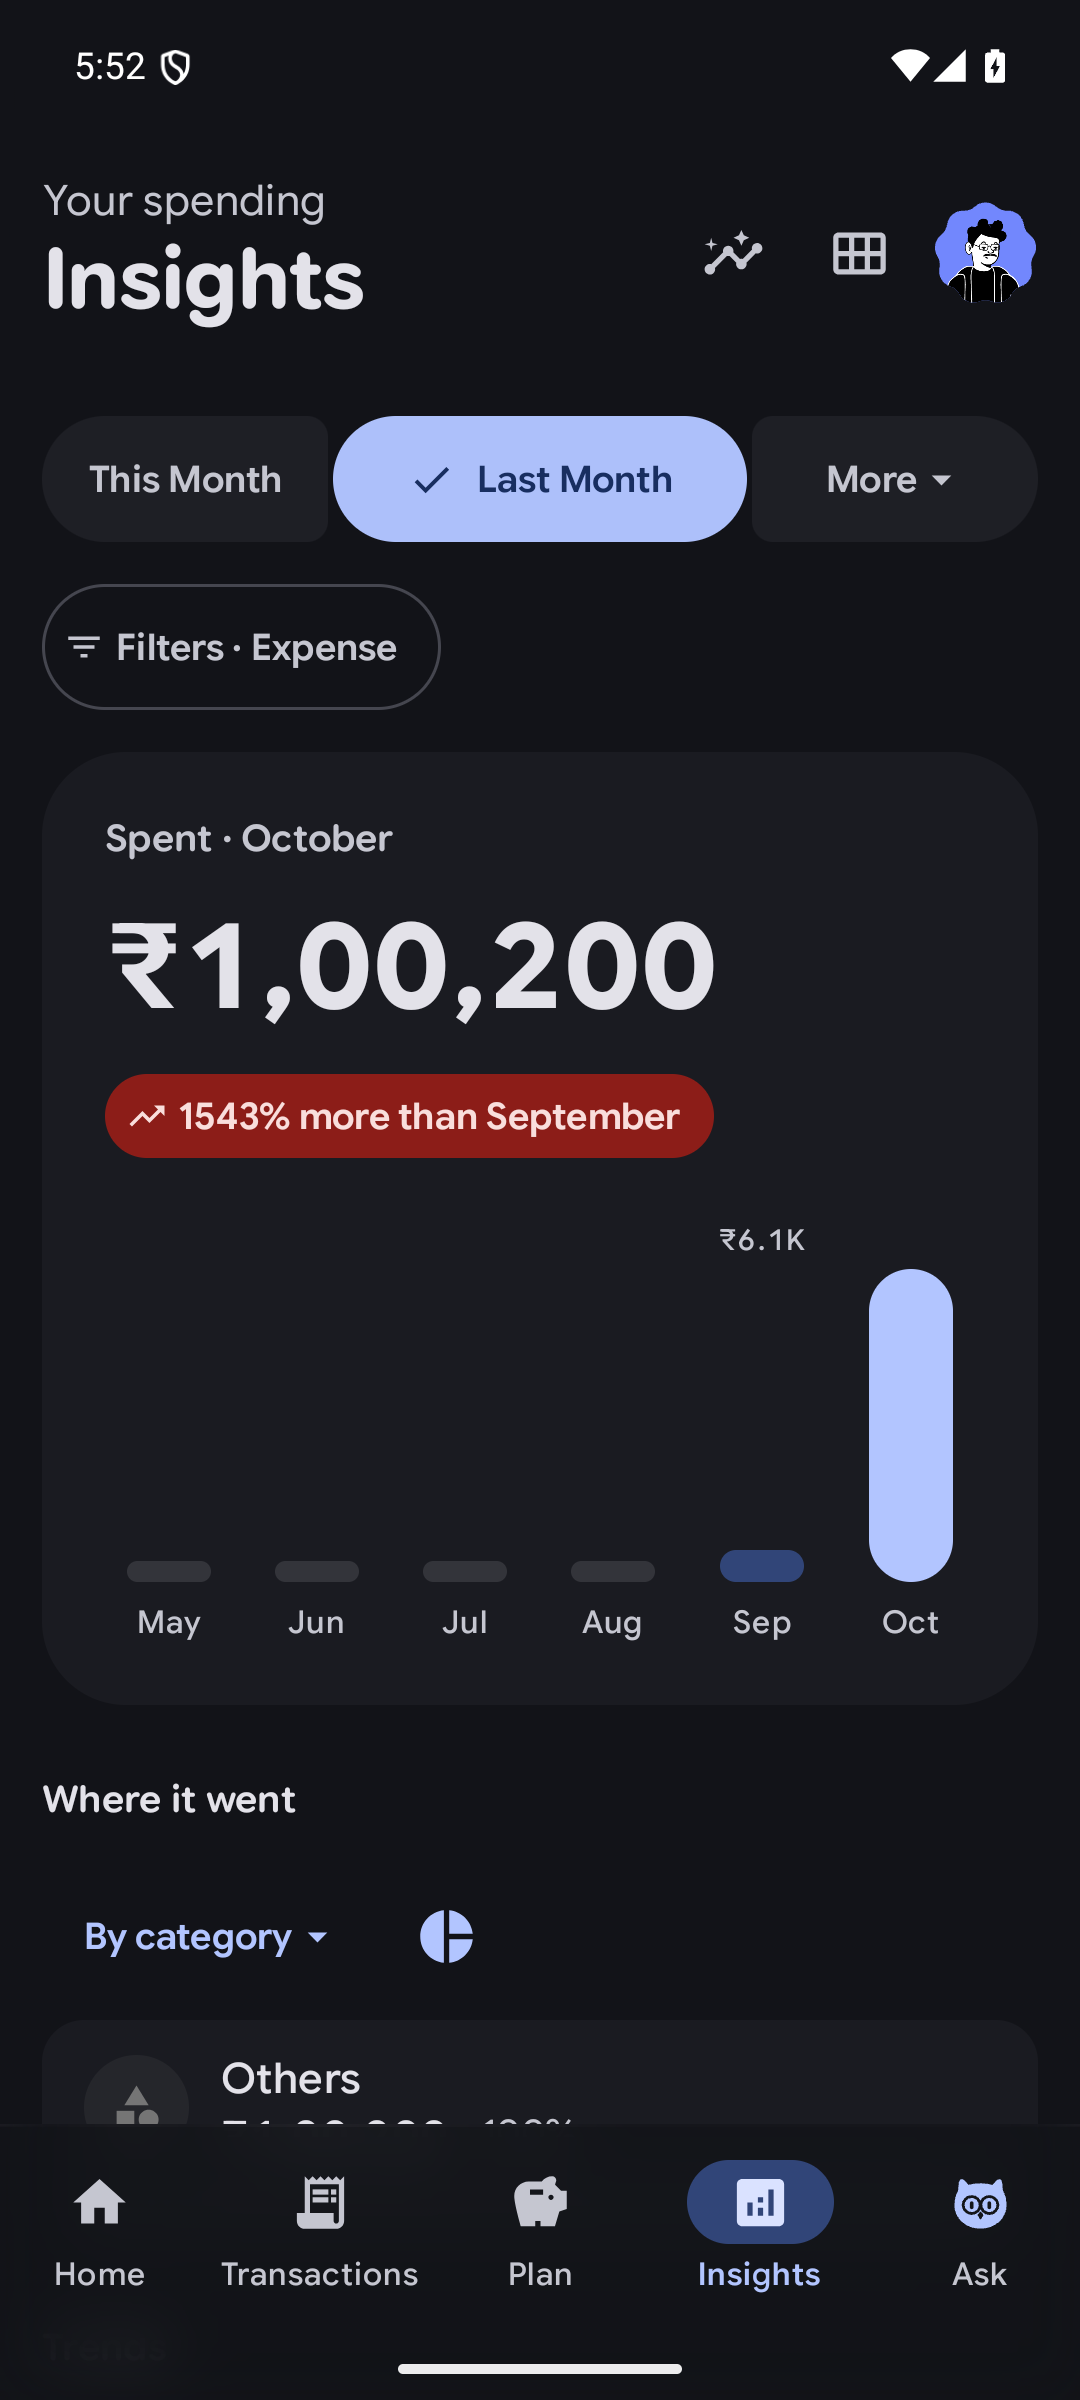 5:52
Your spending
Insights
This Month
Last Month
More
Filters · Expense
Spent · October
₹1,00,200
1543% more than September
₹6.1K
May Jun Jul Aug Sep Oct
Where it went
By category
Others
Home Transactions Plan Insights Ask
Trends